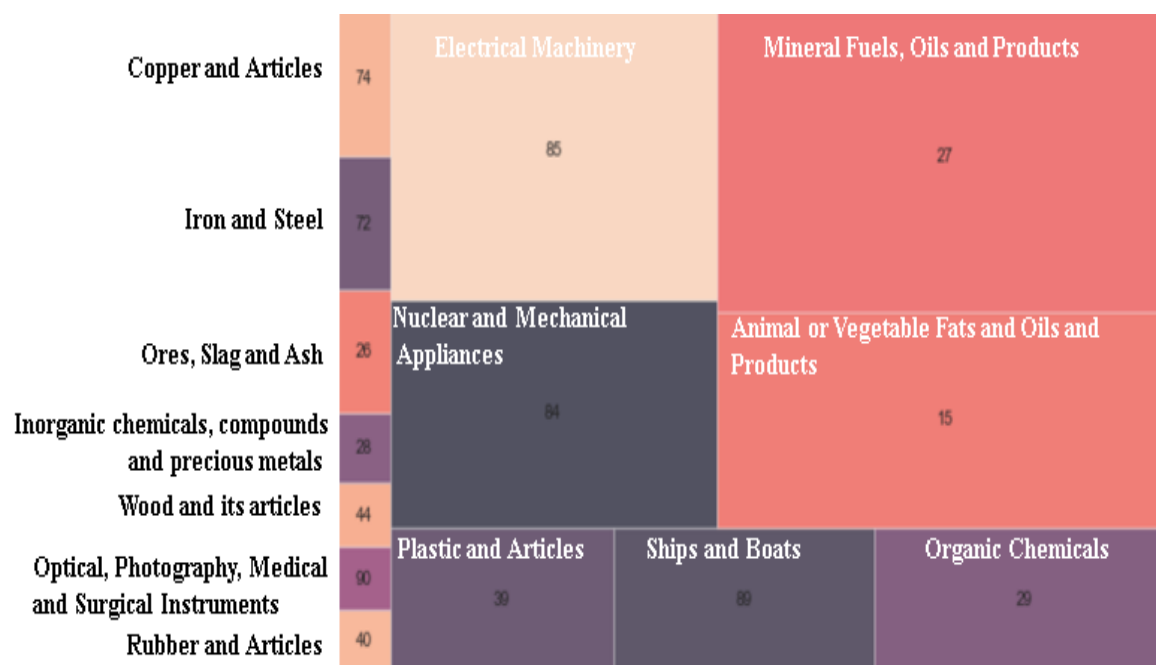 Copper and Articles
74
Iron and Steel
72
Ores, Slag and Ash
26
Inorganic chemicals, compounds
and precious metals
28
Wood and its articles
44
Optical, Photography, Medical
and Surgical Instruments
90
Rubber and Articles
40
Electrical Machinery
85
Mineral Fuels, Oils and Products
27
Nuclear and Mechanical
Appliances
84
Animal or Vegetable Fats and Oils and
Products
15
Plastic and Articles
39
Ships and Boats
89
Organic Chemicals
29